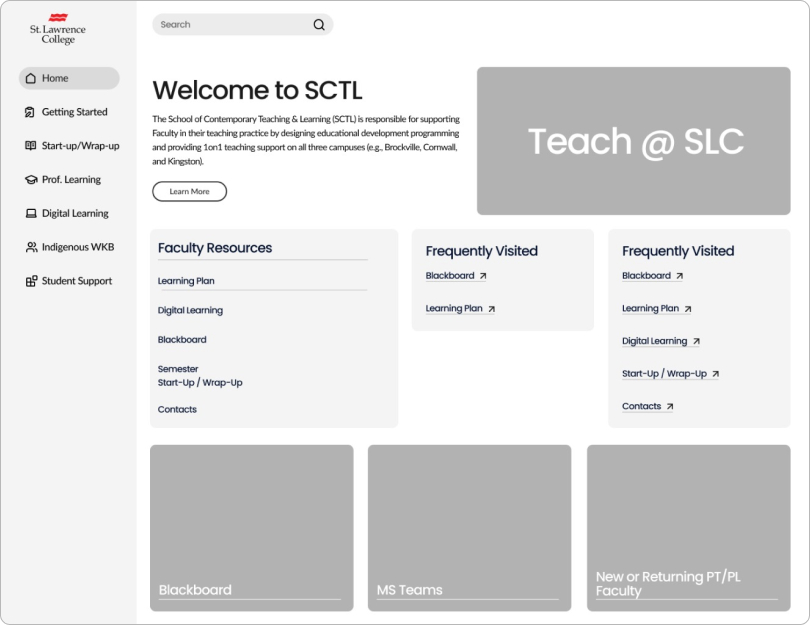 St. Lawrence
College
Home
Getting Started
Start-up/Wrap-up
Prof. Learning
Digital Learning
Indigenous WKB
Student Support
Search
Welcome to SCTL
The School of Contemporary Teaching & Learning (SCTL) is responsible for supporting
Faculty in their teaching practice by designing educational development programming
and providing 1on1 teaching support on all three campuses (e.g., Brockville, Cornwall,
and Kingston).
Learn More
Teach @ SLC
Faculty Resources
Learning Plan
Digital Learning
Blackboard
Semester
Start-Up / Wrap-Up
Contacts
Frequently Visited
Blackboard
Learning Plan
Frequently Visited
Blackboard
Learning Plan
Digital Learning
Start-Up / Wrap-Up
Contacts
Blackboard
MS Teams
New or Returning PT/PL
Faculty